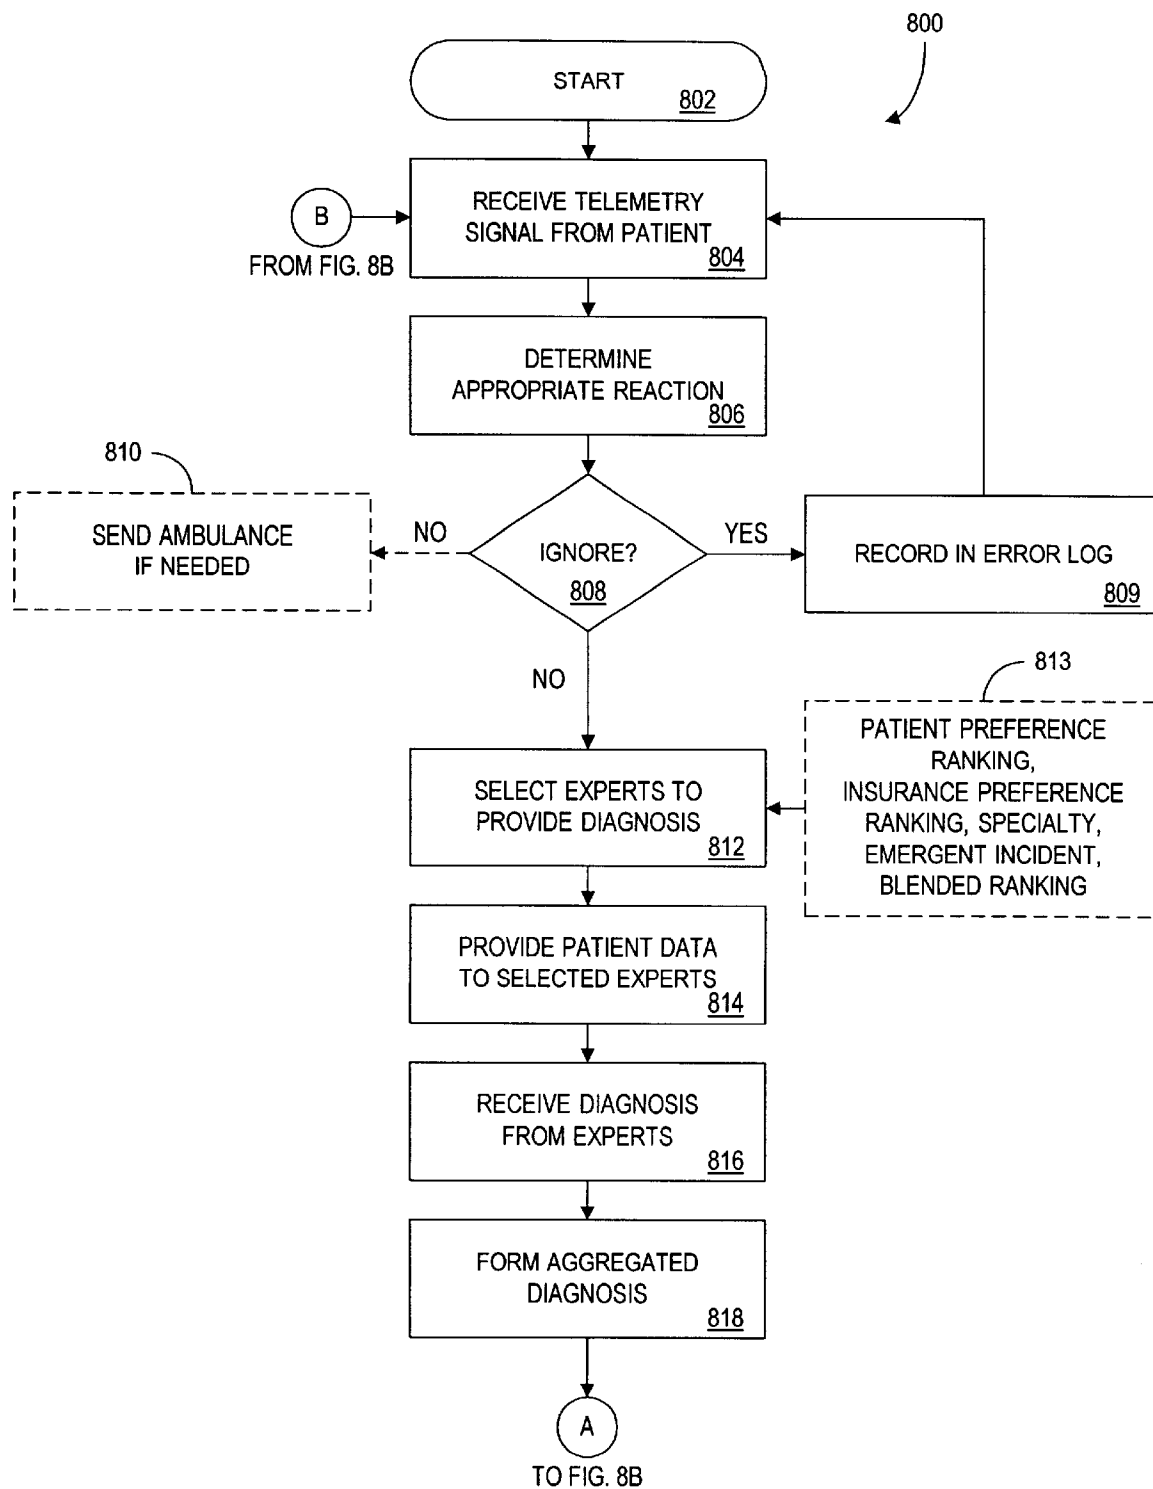 800
START
802
RECEIVE TELEMETRY
SIGNAL FROM PATIENT
804
B
FROM FIG. 8B
DETERMINE
APPROPRIATE REACTION
806
810
SEND AMBULANCE
IF NEEDED
NO
IGNORE?
808
YES
RECORD IN ERROR LOG
809
NO
813
PATIENT PREFERENCE
RANKING,
INSURANCE PREFERENCE
RANKING, SPECIALTY,
EMERGENT INCIDENT,
BLENDED RANKING
SELECT EXPERTS TO
PROVIDE DIAGNOSIS
812
PROVIDE PATIENT DATA
TO SELECTED EXPERTS
814
RECEIVE DIAGNOSIS
FROM EXPERTS
816
FORM AGGREGATED
DIAGNOSIS
818
A
TO FIG. 8B